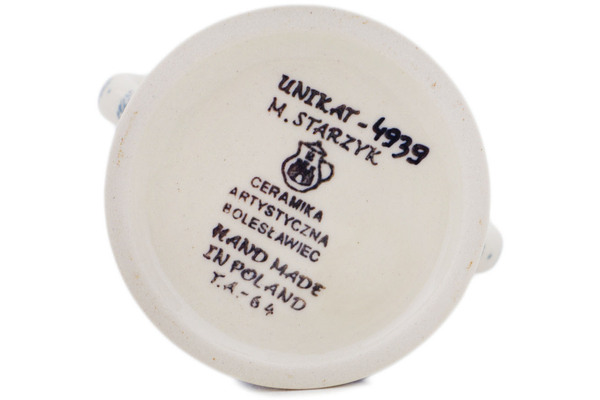 UNIKAT - 4939
M. STARZYK
CERAMIKA
ARTYSTYCZNA
BOLESŁAWIEC
HAND MADE
IN POLAND
T.A.-64